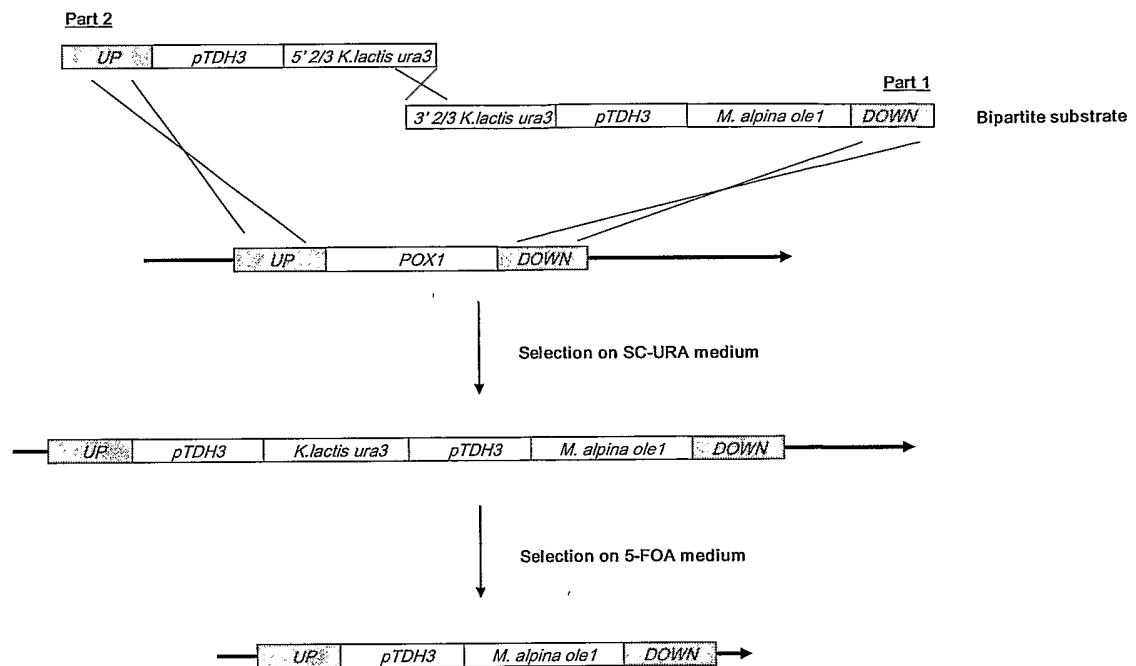 Part 2
UP pTDH3 5' 2/3 K.lactis ura3
Part 1
3' 2/3 K.lactis ura3 pTDH3 M. alpina ole1 DOWN
Bipartite substrate
UP POX1 DOWN
Selection on SC-URA medium
UP pTDH3 K.lactis ura3 pTDH3 M. alpina ole1 DOWN
Selection on 5-FOA medium
UP pTDH3 M. alpina ole1 DOWN